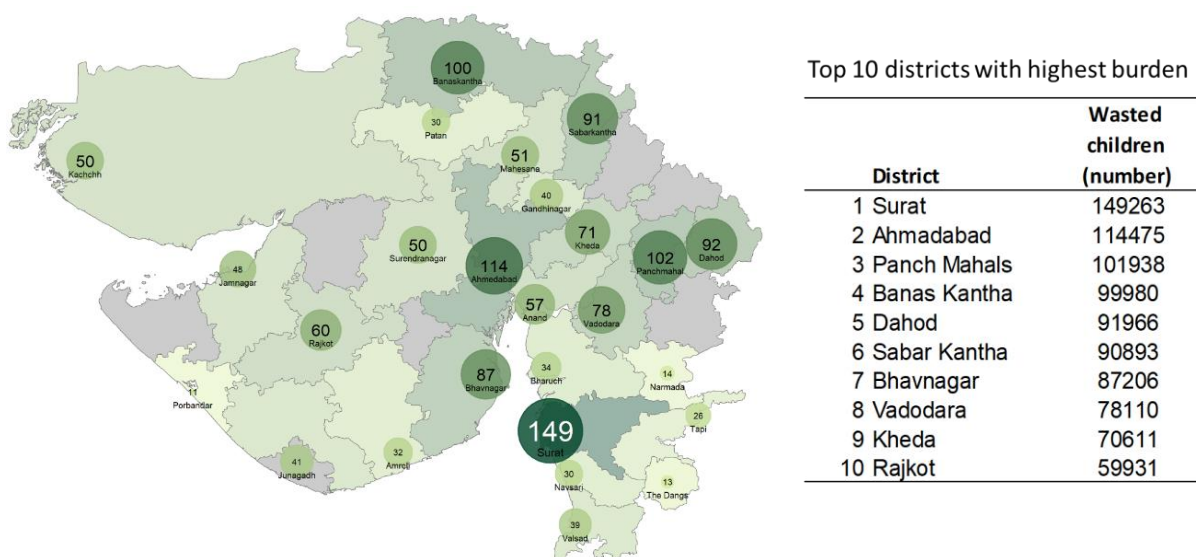 100
Banaskantha
30
Patan
91
Sabarkantha
50
Kachchh
51
Mahesana
40
Gandhinagar
71
Kheda
102
Panchmahal
92
Dahod
50
Surendranagar
114
Ahmedabad
48
Jamnagar
57
Anand
78
Vadodara
60
Rajkot
87
Bhavnagar
34
Bharuch
14
Narmada
11
Porbandar
26
Tapi
149
Surat
41
Junagadh
32
Amreli
30
Navsari
13
The Dangs
39
Valsad
Top 10 districts with highest burden
Wasted
children
District (number)
1 Surat 149263
2 Ahmadabad 114475
3 Panch Mahals 101938
4 Banas Kantha 99980
5 Dahod 91966
6 Sabar Kantha 90893
7 Bhavnagar 87206
8 Vadodara 78110
9 Kheda 70611
10 Rajkot 59931